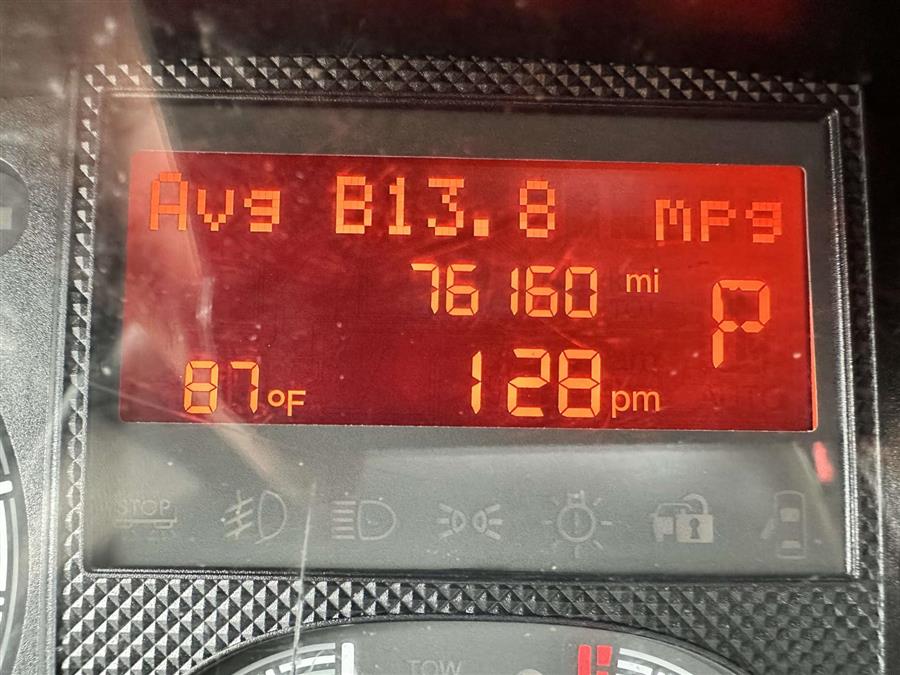 Avg B13.8 mpg
76160 mi
P
87°F 128 pm
STOP
TOW